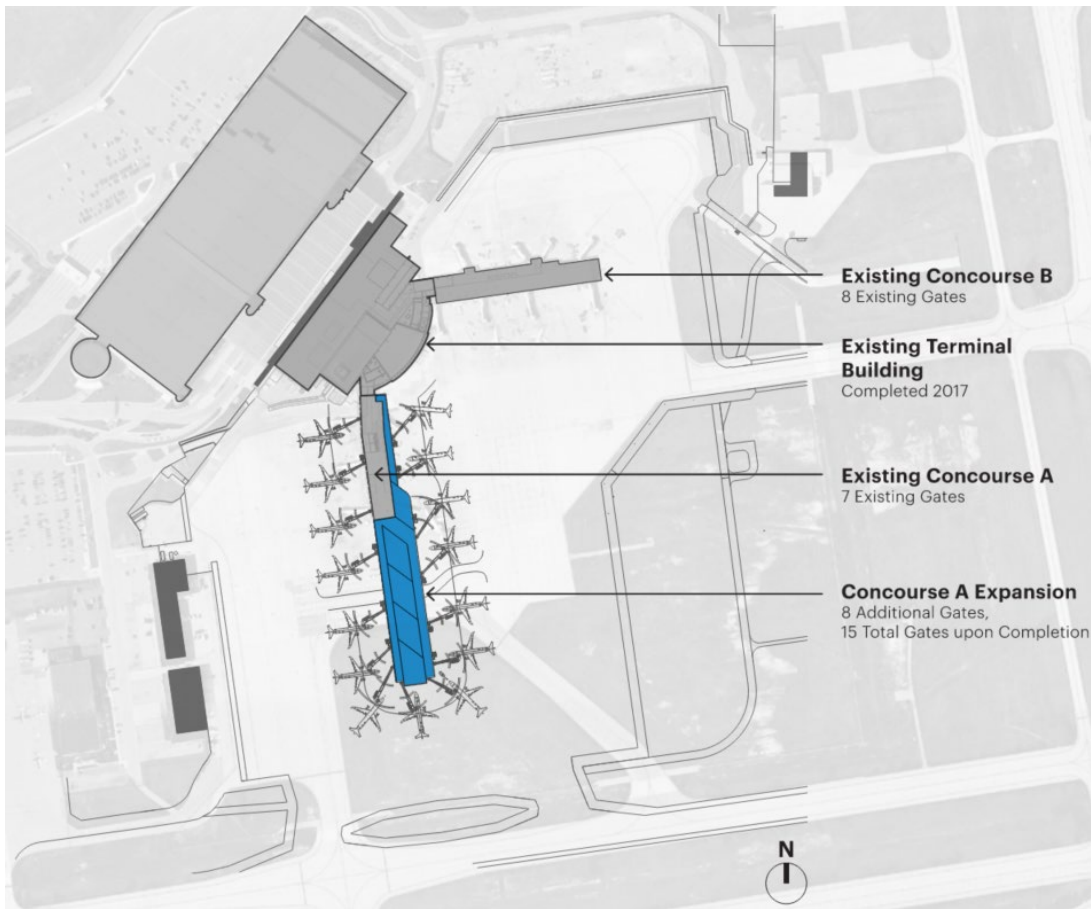 Existing Concourse B
8 Existing Gates
Existing Terminal
Building
Completed 2017
Existing Concourse A
7 Existing Gates
Concourse A Expansion
8 Additional Gates,
15 Total Gates upon Completion
N